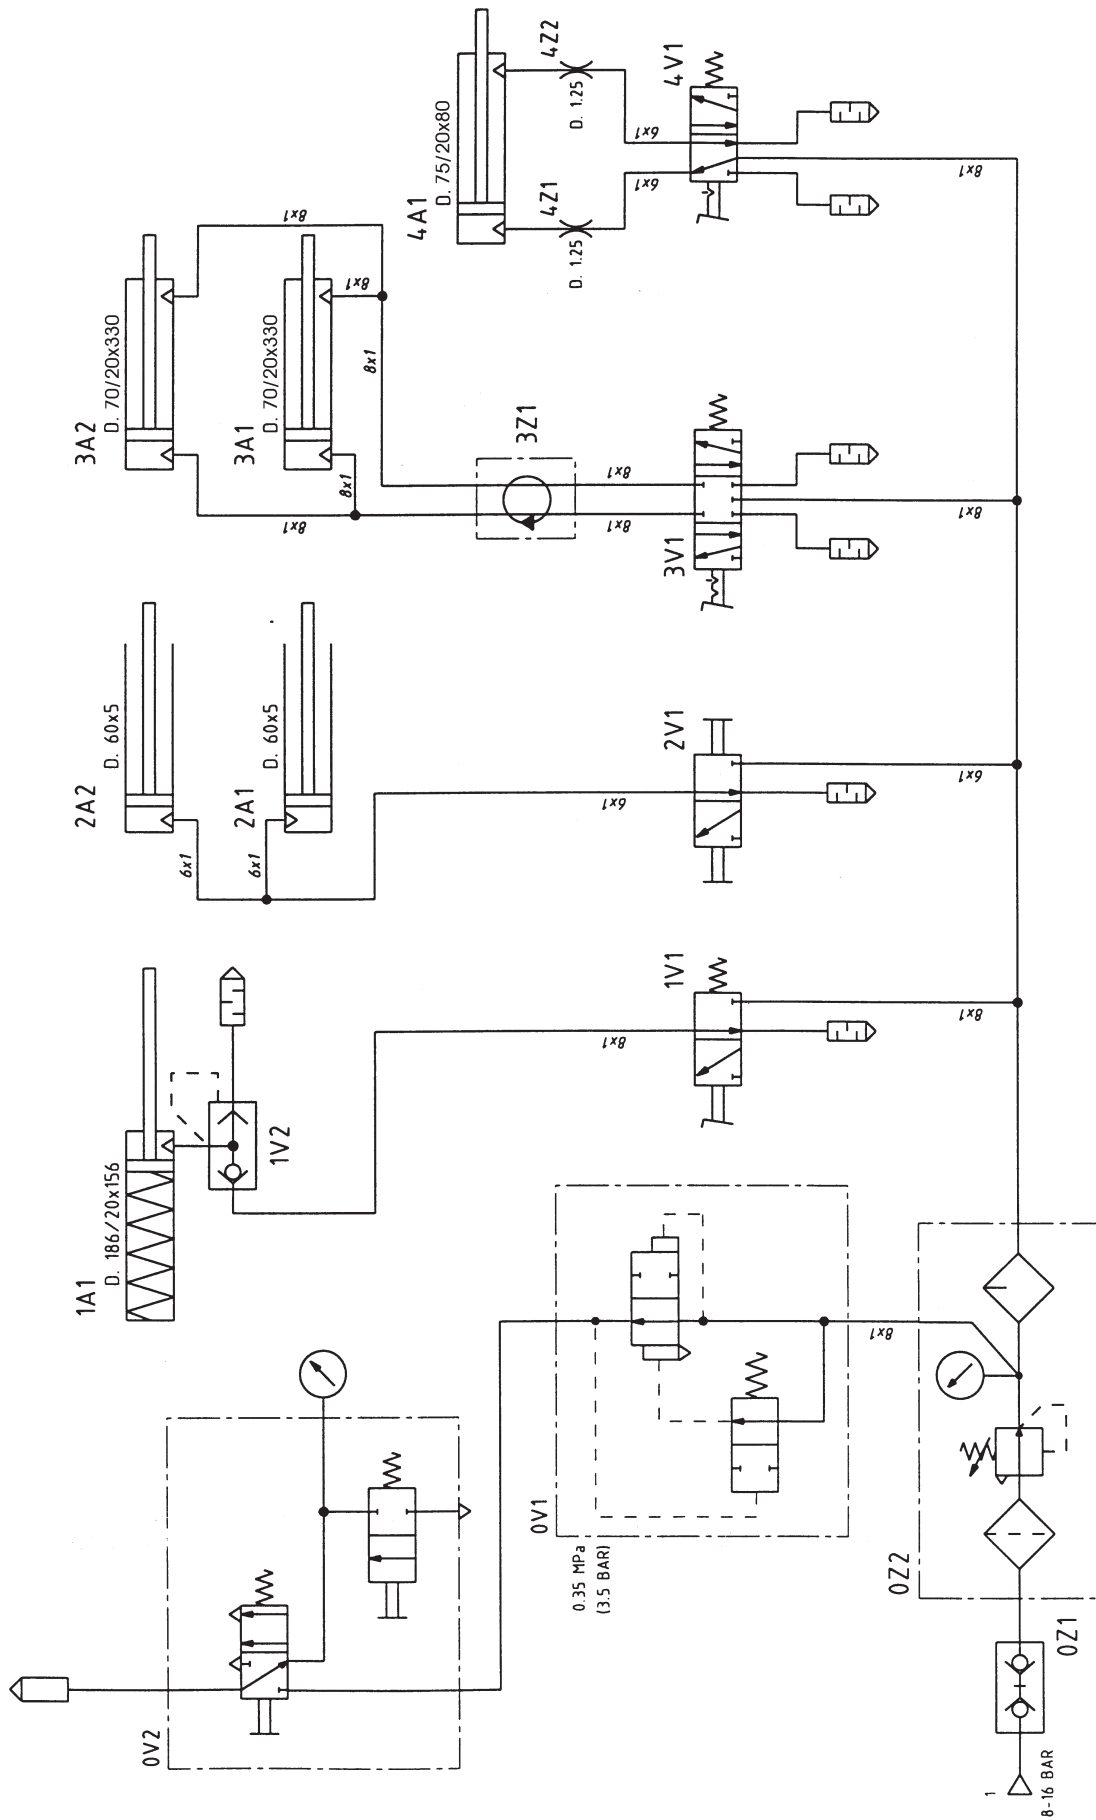 4Z2
D. 1.25
4V1
6x1
8x1
4A1
D. 75/20x80
4Z1
D. 1.25
6x1
8x1
8x1
8x1
3A2
D. 70/20x330
3A1
D. 70/20x330
3Z1
8x1
8x1
8x1
8x1
3V1
8x1
2A2
D. 60x5
2A1
D. 60x5
2V1
6x1
6x1
6x1
6x1
1A1
D. 186/20x156
1V2
1V1
8x1
8x1
0V1
0.35 MPa
(3.5 BAR)
8x1
0V2
0Z2
0Z1
1
8-16 BAR